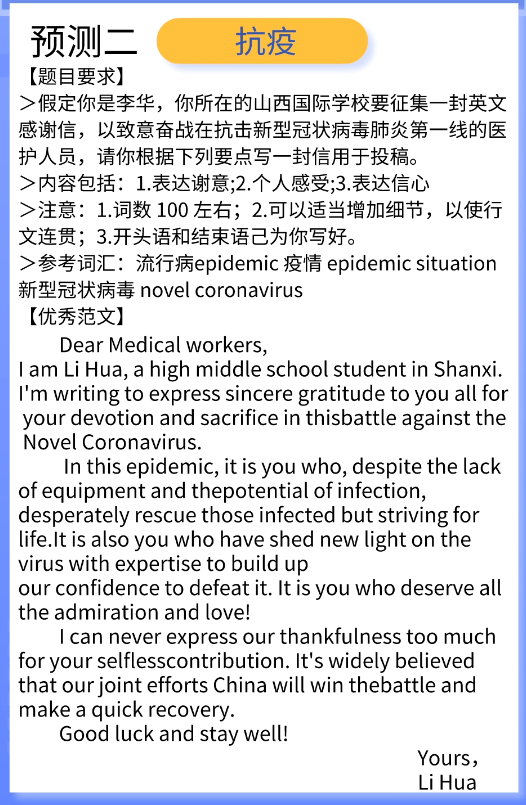 预测二
抗疫
【题目要求】
＞假定你是李华，你所在的山西国际学校要征集一封英文
感谢信，以致意奋战在抗击新型冠状病毒肺炎第一线的医
护人员，请你根据下列要点写一封信用于投稿。
＞内容包括：1.表达谢意;2.个人感受;3.表达信心
＞注意：1.词数 100 左右；2.可以适当增加细节，以使行
文连贯；3.开头语和结束语己为你写好。
＞参考词汇：流行病epidemic 疫情 epidemic situation
新型冠状病毒 novel coronavirus
【优秀范文】
Dear Medical workers,
I am Li Hua, a high middle school student in Shanxi.
I'm writing to express sincere gratitude to you all for
your devotion and sacrifice in thisbattle against the
Novel Coronavirus.
In this epidemic, it is you who, despite the lack
of equipment and thepotential of infection,
desperately rescue those infected but striving for
life.It is also you who have shed new light on the
virus with expertise to build up
our confidence to defeat it. It is you who deserve all
the admiration and love!
I can never express our thankfulness too much
for your selflesscontribution. It's widely believed
that our joint efforts China will win thebattle and
make a quick recovery.
Good luck and stay well!
Yours，
Li Hua